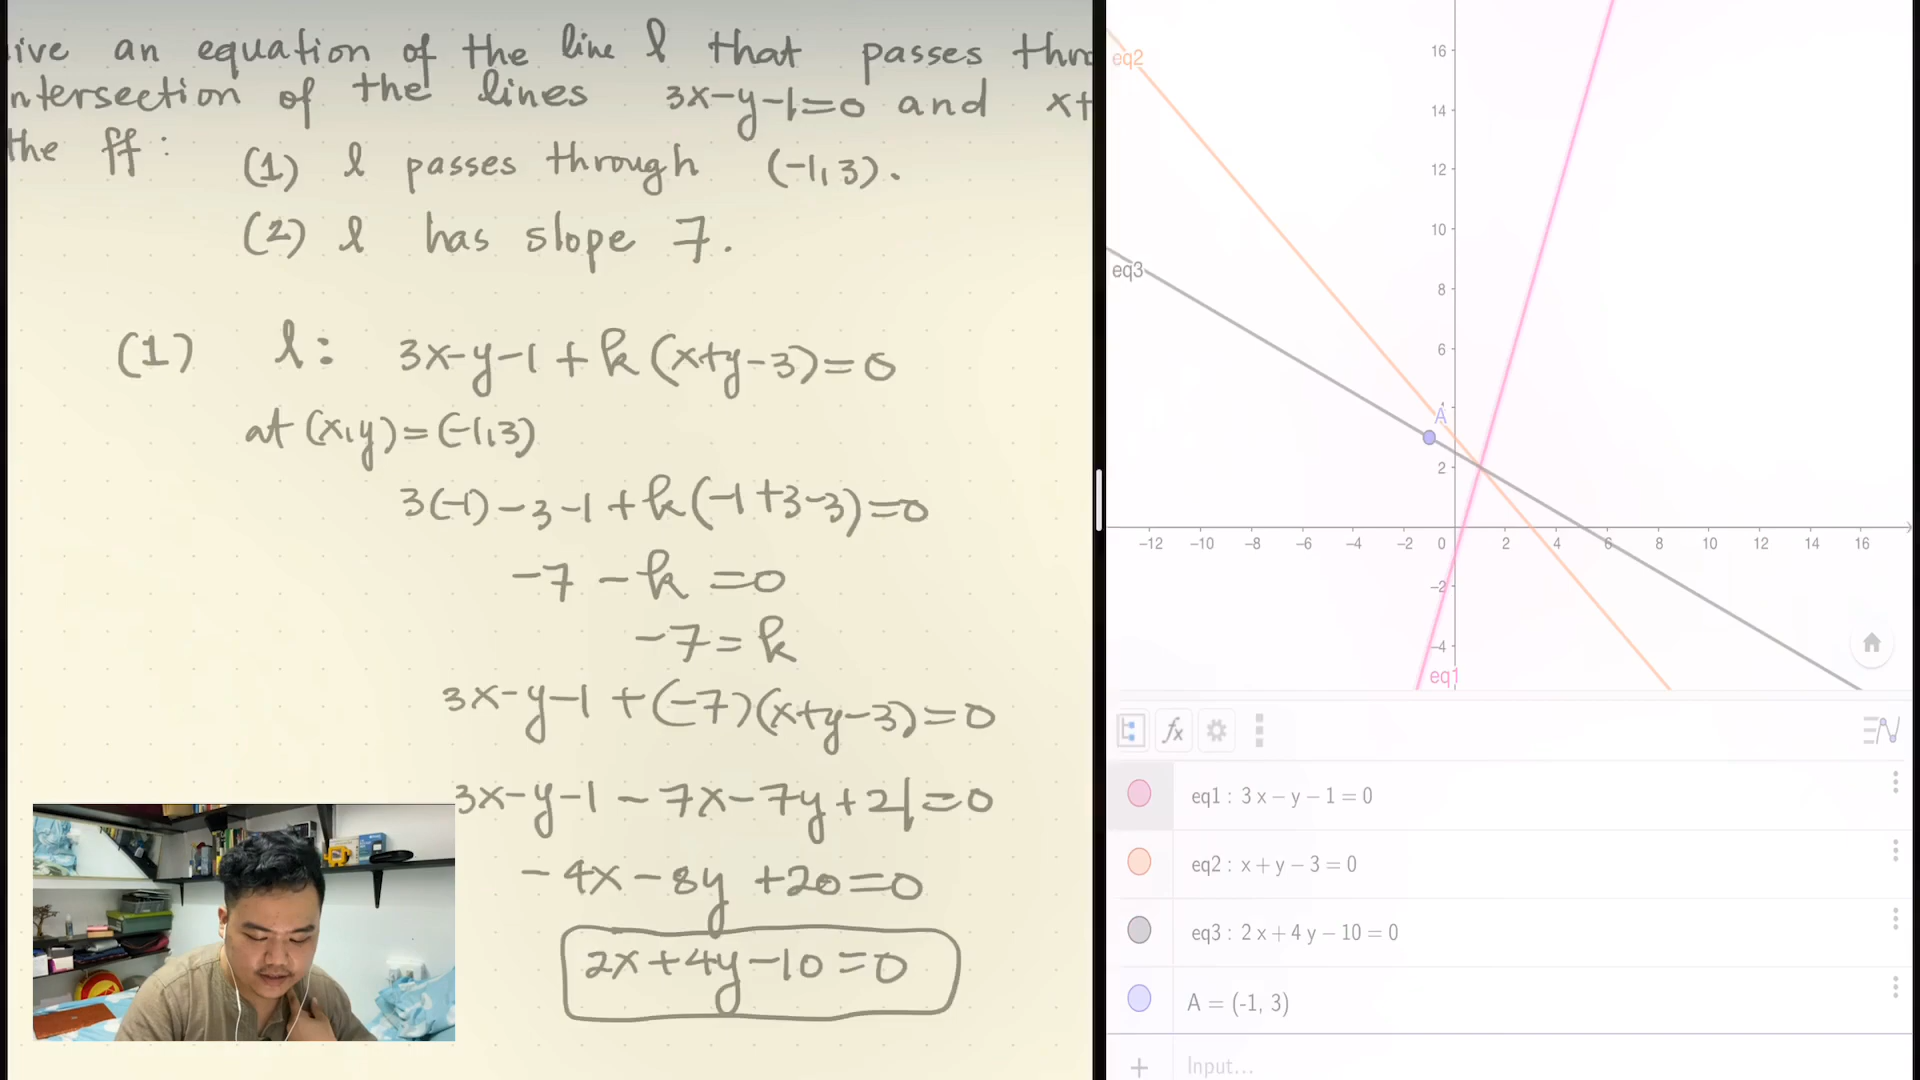 ive an equation of the line l that passes thro
ntersection of the lines 3x-y-1=0 and x+
the ff: (1) l passes through (-1,3).
(2) l has slope 7.
(1) l: 3x-y-1+k(x+y-3)=0
at (x,y)=(-1,3)
3(-1)-3-1+k(-1+3-3)=0
-7-k=0
-7=k
3x-y-1+(-7)(x+y-3)=0
3x-y-1-7x-7y+21=0
-4x-8y+20=0
2x+4y-10=0
eq2
16
14
12
10
eq3
8
6
4
A
2
-12 -10 -8 -6 -4 -2 0 2 4 6 8 10 12 14 16
-2
-4
eq1
fx
eq1 : 3 x – y – 1 = 0
eq2 : x + y – 3 = 0
eq3 : 2 x + 4 y – 10 = 0
A = (-1, 3)
+ Input...